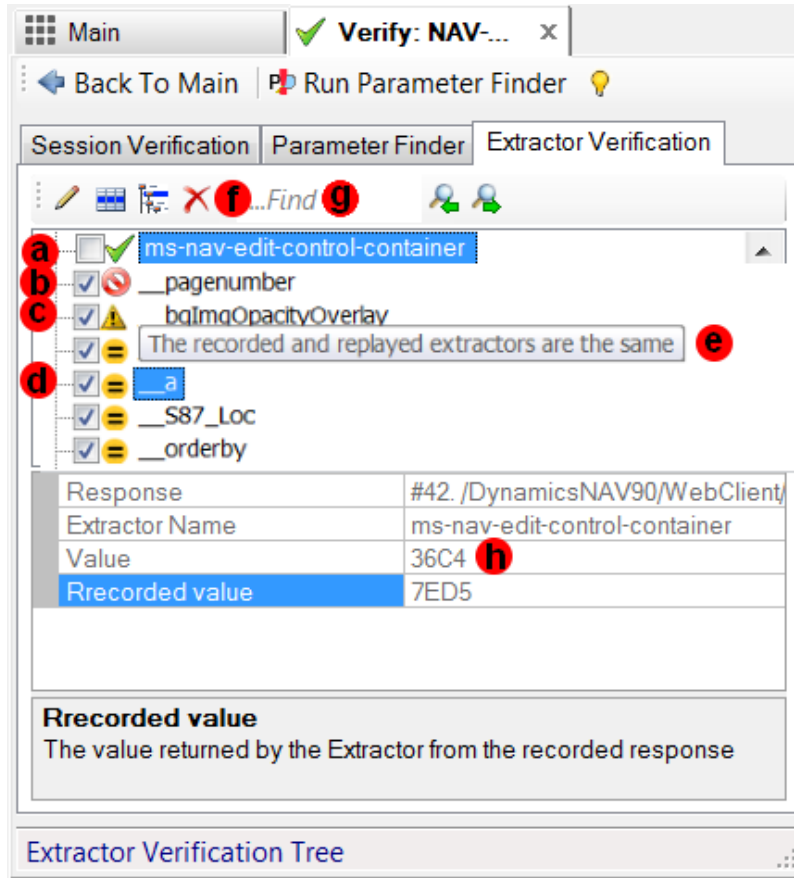 Main
Verify: NAV-... x
Back To Main Run Parameter Finder
Session Verification Parameter Finder Extractor Verification
f ...Find g
a ms-nav-edit-control-container
b __pagenumber
c __bgImgOpacityOverlay
The recorded and replayed extractors are the same e
d __a
__S87_Loc
__orderby
Response #42. /DynamicsNAV90/WebClient/
Extractor Name ms-nav-edit-control-container
Value 36C4 h
Rrecorded value 7ED5
Rrecorded value
The value returned by the Extractor from the recorded response
Extractor Verification Tree